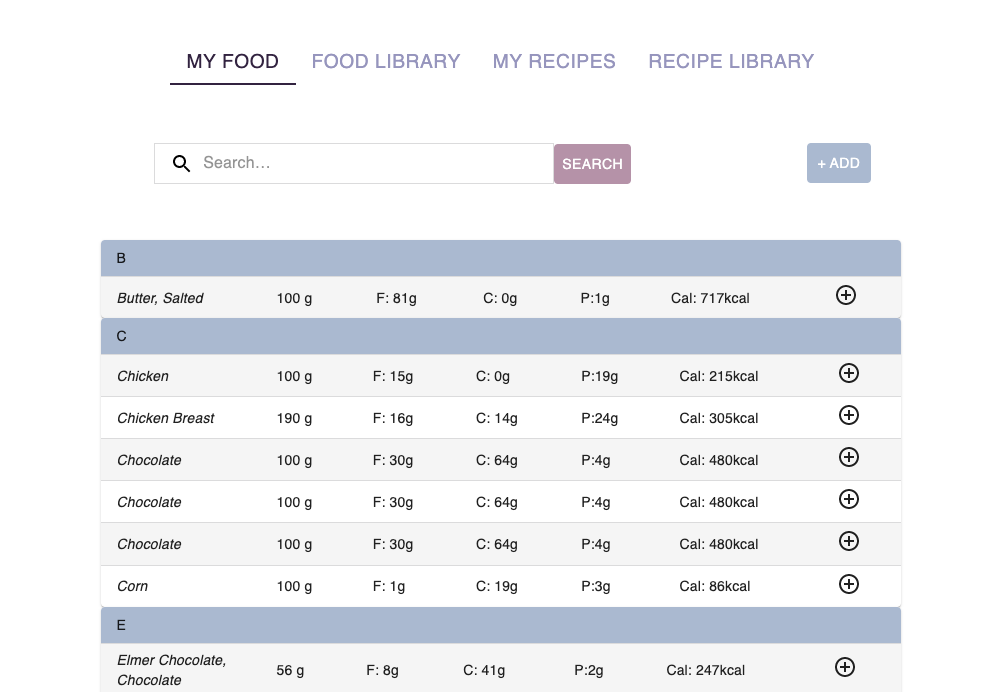 MY FOOD FOOD LIBRARY MY RECIPES RECIPE LIBRARY
Search... SEARCH + ADD
B
Butter, Salted 100 g F: 81g C: 0g P:1g Cal: 717kcal
C
Chicken 100 g F: 15g C: 0g P:19g Cal: 215kcal
Chicken Breast 190 g F: 16g C: 14g P:24g Cal: 305kcal
Chocolate 100 g F: 30g C: 64g P:4g Cal: 480kcal
Chocolate 100 g F: 30g C: 64g P:4g Cal: 480kcal
Chocolate 100 g F: 30g C: 64g P:4g Cal: 480kcal
Corn 100 g F: 1g C: 19g P:3g Cal: 86kcal
E
Elmer Chocolate,
Chocolate 56 g F: 8g C: 41g P:2g Cal: 247kcal